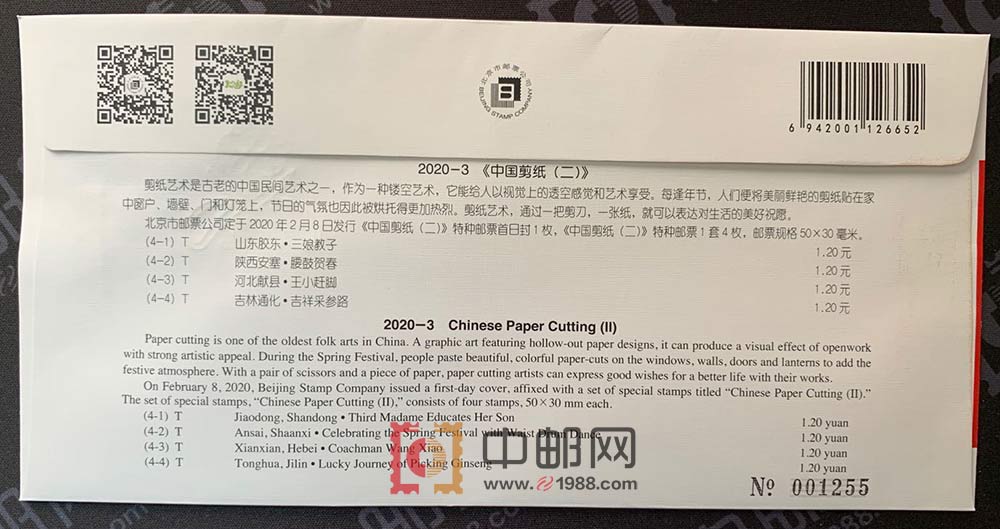 北京市邮票公司
BEIJING STAMP COMPANY
6 942001 126652
2020-3 《中国剪纸(二)》
剪纸艺术是古老的中国民间艺术之一,作为一种镂空艺术,它能给人以视觉上的透空感觉和艺术享受。每逢年节,人们便将美丽鲜艳的剪纸贴在家
中窗户、墙壁、门和灯笼上,节日的气氛也因此被烘托得更加热烈。剪纸艺术,通过一把剪刀,一张纸,就可以表达对生活的美好祝愿。
北京市邮票公司定于2020年2月8日发行《中国剪纸(二)》特种邮票首日封1枚,《中国剪纸(二)》特种邮票1套4枚,邮票规格50×30毫米。
(4-1) T 山东胶东·三娘教子 1.20元
(4-2) T 陕西安塞·腰鼓贺春 1.20元
(4-3) T 河北献县·王小赶脚 1.20元
(4-4) T 吉林通化·吉祥采参路 1.20元
2020-3 Chinese Paper Cutting (II)
Paper cutting is one of the oldest folk arts in China. A graphic art featuring hollow-out paper designs, it can produce a visual effect of openwork
with strong artistic appeal. During the Spring Festival, people paste beautiful, colorful paper-cuts on the windows, walls, doors and lanterns to add the
festive atmosphere. With a pair of scissors and a piece of paper, paper cutting artists can express good wishes for a better life with their works.
On February 8, 2020, Beijing Stamp Company issued a first-day cover, affixed with a set of special stamps titled "Chinese Paper Cutting (II)."
The set of special stamps, "Chinese Paper Cutting (II)," consists of four stamps, 50×30 mm each.
(4-1) T Jiaodong, Shandong • Third Madame Educates Her Son 1.20 yuan
(4-2) T Ansai, Shaanxi • Celebrating the Spring Festival with Waist Drum Dance 1.20 yuan
(4-3) T Xianxian, Hebei • Coachman Wang Xiao 1.20 yuan
(4-4) T Tonghua, Jilin • Lucky Journey of Picking Ginseng 1.20 yuan
中邮网
www.e1988.com
№ 001255